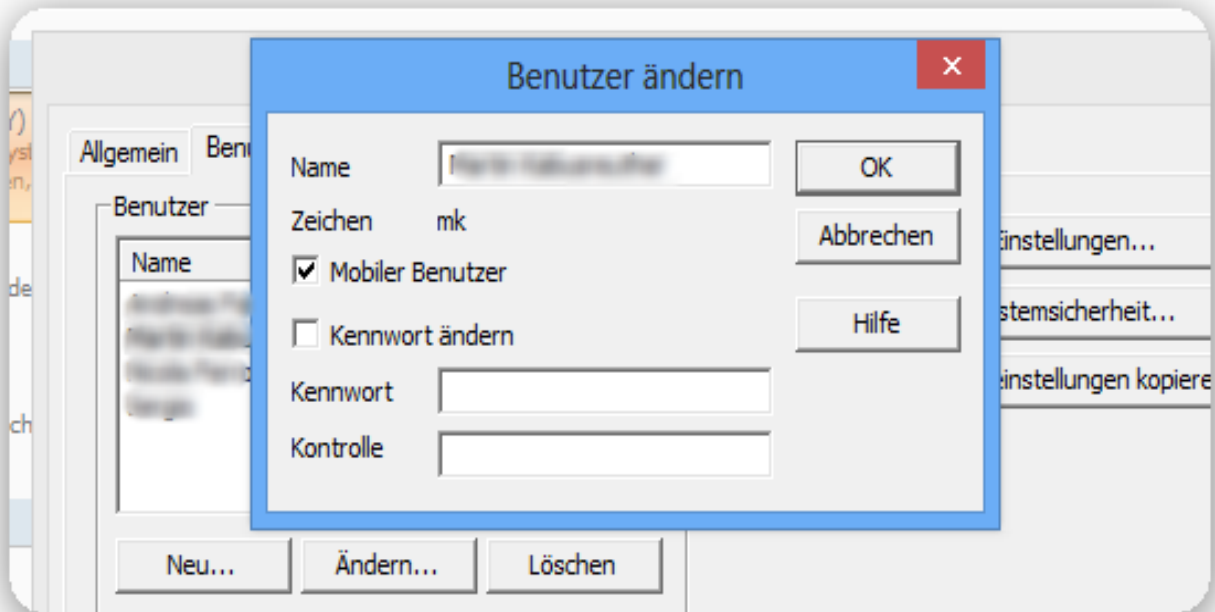 Benutzer ändern
Allgemein
Name
OK
Benutzer
Zeichen mk
Abbrechen
Einstellungen...
Name
Mobiler Benutzer
stemsicherheit...
Kennwort ändern
Hilfe
Kennwort
einstellungen kopiere
Kontrolle
Neu...
Ändern...
Löschen